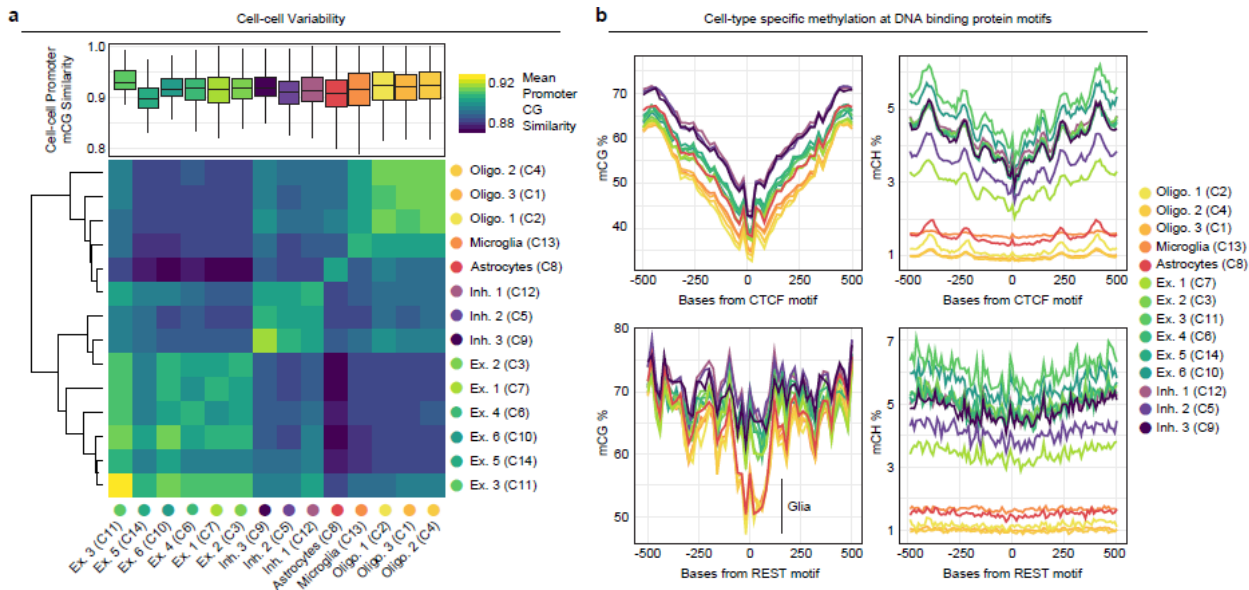 a
Cell-cell Variability
Cell-cell Promoter
mCG Similarity
1.0
0.9
0.8
0.92
0.88
Mean
Promoter
CG
Similarity
Oligo. 2 (C4)
Oligo. 3 (C1)
Oligo. 1 (C2)
Microglia (C13)
Astrocytes (C8)
Inh. 1 (C12)
Inh. 2 (C5)
Inh. 3 (C9)
Ex. 2 (C3)
Ex. 1 (C7)
Ex. 4 (C6)
Ex. 6 (C10)
Ex. 5 (C14)
Ex. 3 (C11)
Ex. 3 (C11)
Ex. 5 (C14)
Ex. 6 (C10)
Ex. 4 (C6)
Ex. 1 (C7)
Ex. 2 (C3)
Inh. 3 (C9)
Inh. 2 (C5)
Inh. 1 (C12)
Astrocytes (C8)
Microglia (C13)
Oligo. 1 (C2)
Oligo. 3 (C1)
Oligo. 2 (C4)
b
Cell-type specific methylation at DNA binding protein motifs
mCG %
70
60
50
40
-500 -250 0 250 500
Bases from CTCF motif
mCH %
5
3
1
-500 -250 0 250 500
Bases from CTCF motif
mCG %
80
70
60
50
Glia
-500 -250 0 250 500
Bases from REST motif
mCH %
7
5
3
1
-500 -250 0 250 500
Bases from REST motif
Oligo. 1 (C2)
Oligo. 2 (C4)
Oligo. 3 (C1)
Microglia (C13)
Astrocytes (C8)
Ex. 1 (C7)
Ex. 2 (C3)
Ex. 3 (C11)
Ex. 4 (C6)
Ex. 5 (C14)
Ex. 6 (C10)
Inh. 1 (C12)
Inh. 2 (C5)
Inh. 3 (C9)